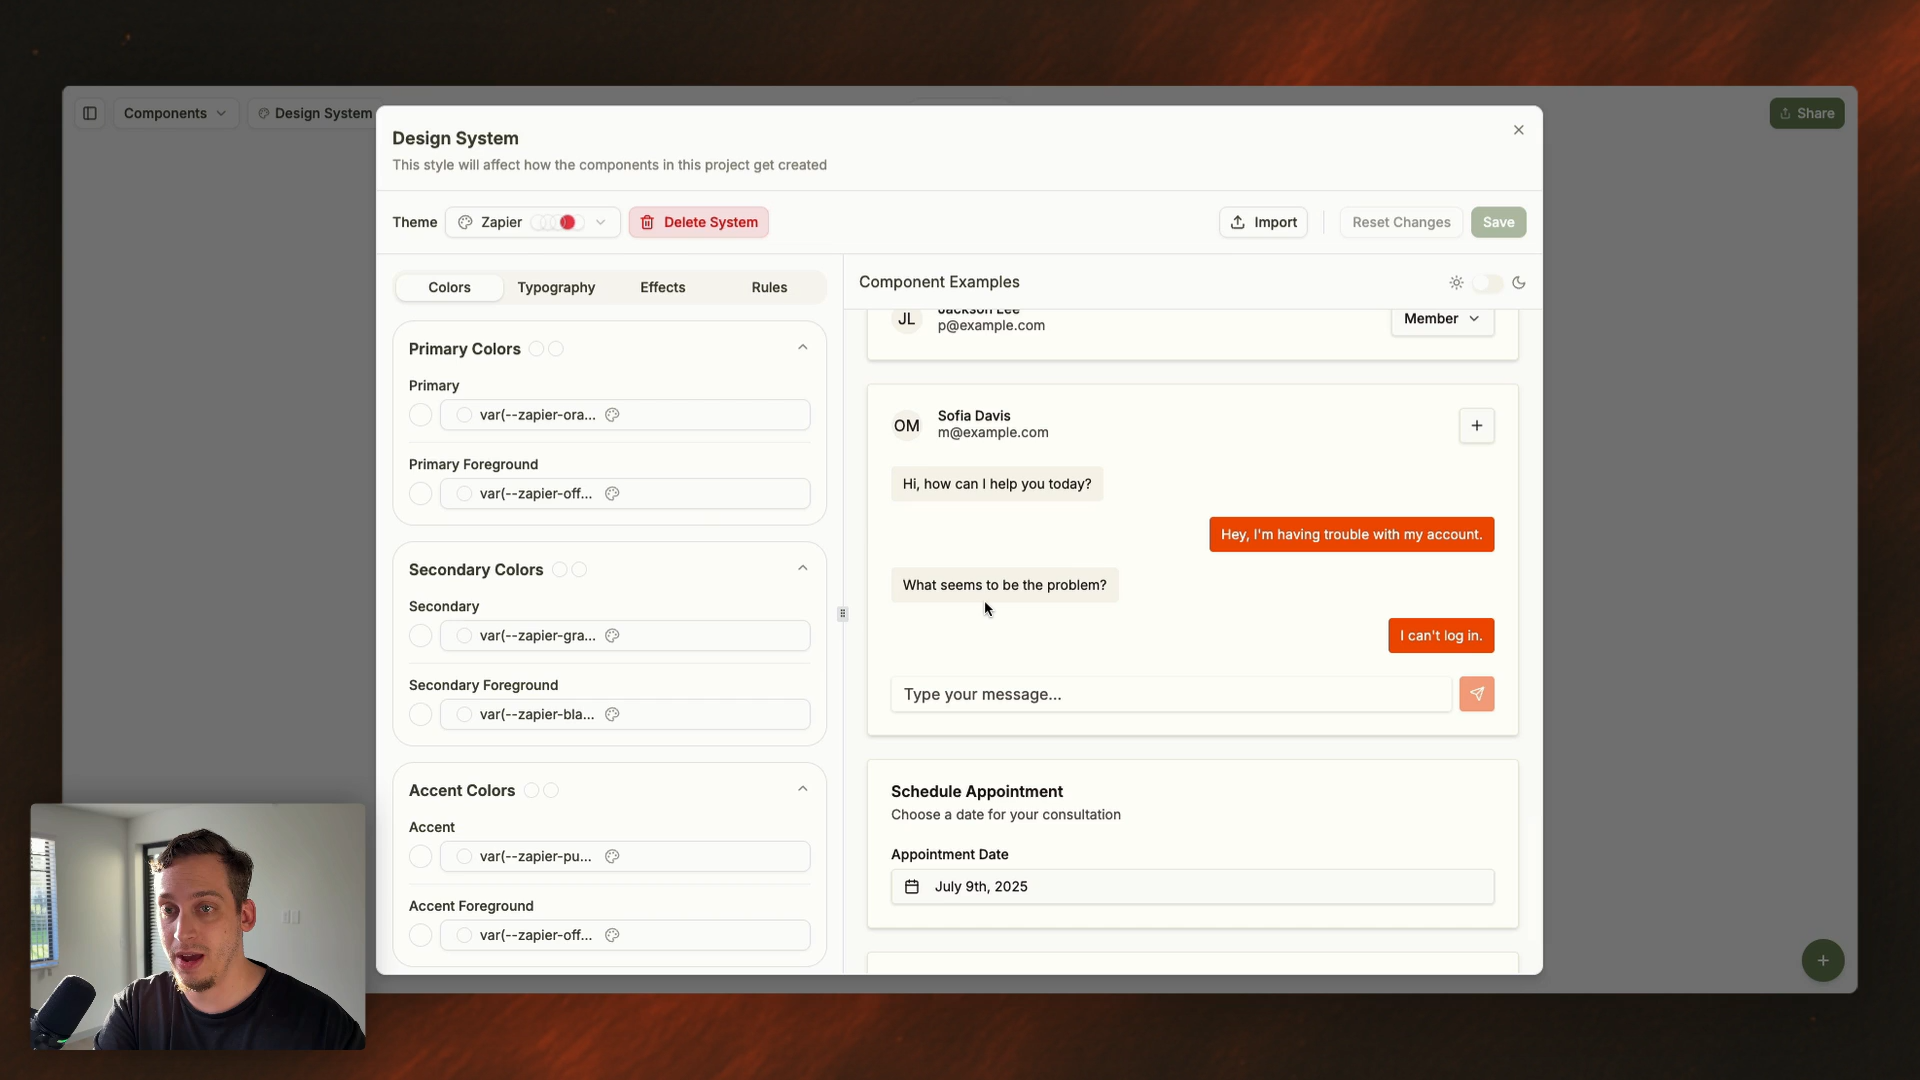 Components
Design System
Share
Design System
This style will affect how the components in this project get created
Theme
Zapier
Delete System
Import
Reset Changes
Save
Colors
Typography
Effects
Rules
Primary Colors
Primary
var(--zapier-ora...
Primary Foreground
var(--zapier-off...
Secondary Colors
Secondary
var(--zapier-gra...
Secondary Foreground
var(--zapier-bla...
Accent Colors
Accent
var(--zapier-pu...
Accent Foreground
var(--zapier-off...
Component Examples
JL
Jackson Lee
p@example.com
Member
OM
Sofia Davis
m@example.com
Hi, how can I help you today?
Hey, I'm having trouble with my account.
What seems to be the problem?
I can't log in.
Type your message...
Schedule Appointment
Choose a date for your consultation
Appointment Date
July 9th, 2025